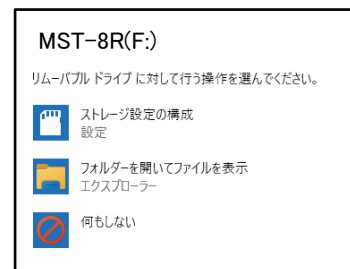 MST-8R(F:)
リムーバブル ドライブ に対して行う操作を選んでください。
ストレージ設定の構成
設定
フォルダーを開いてファイルを表示
エクスプローラー
何もしない